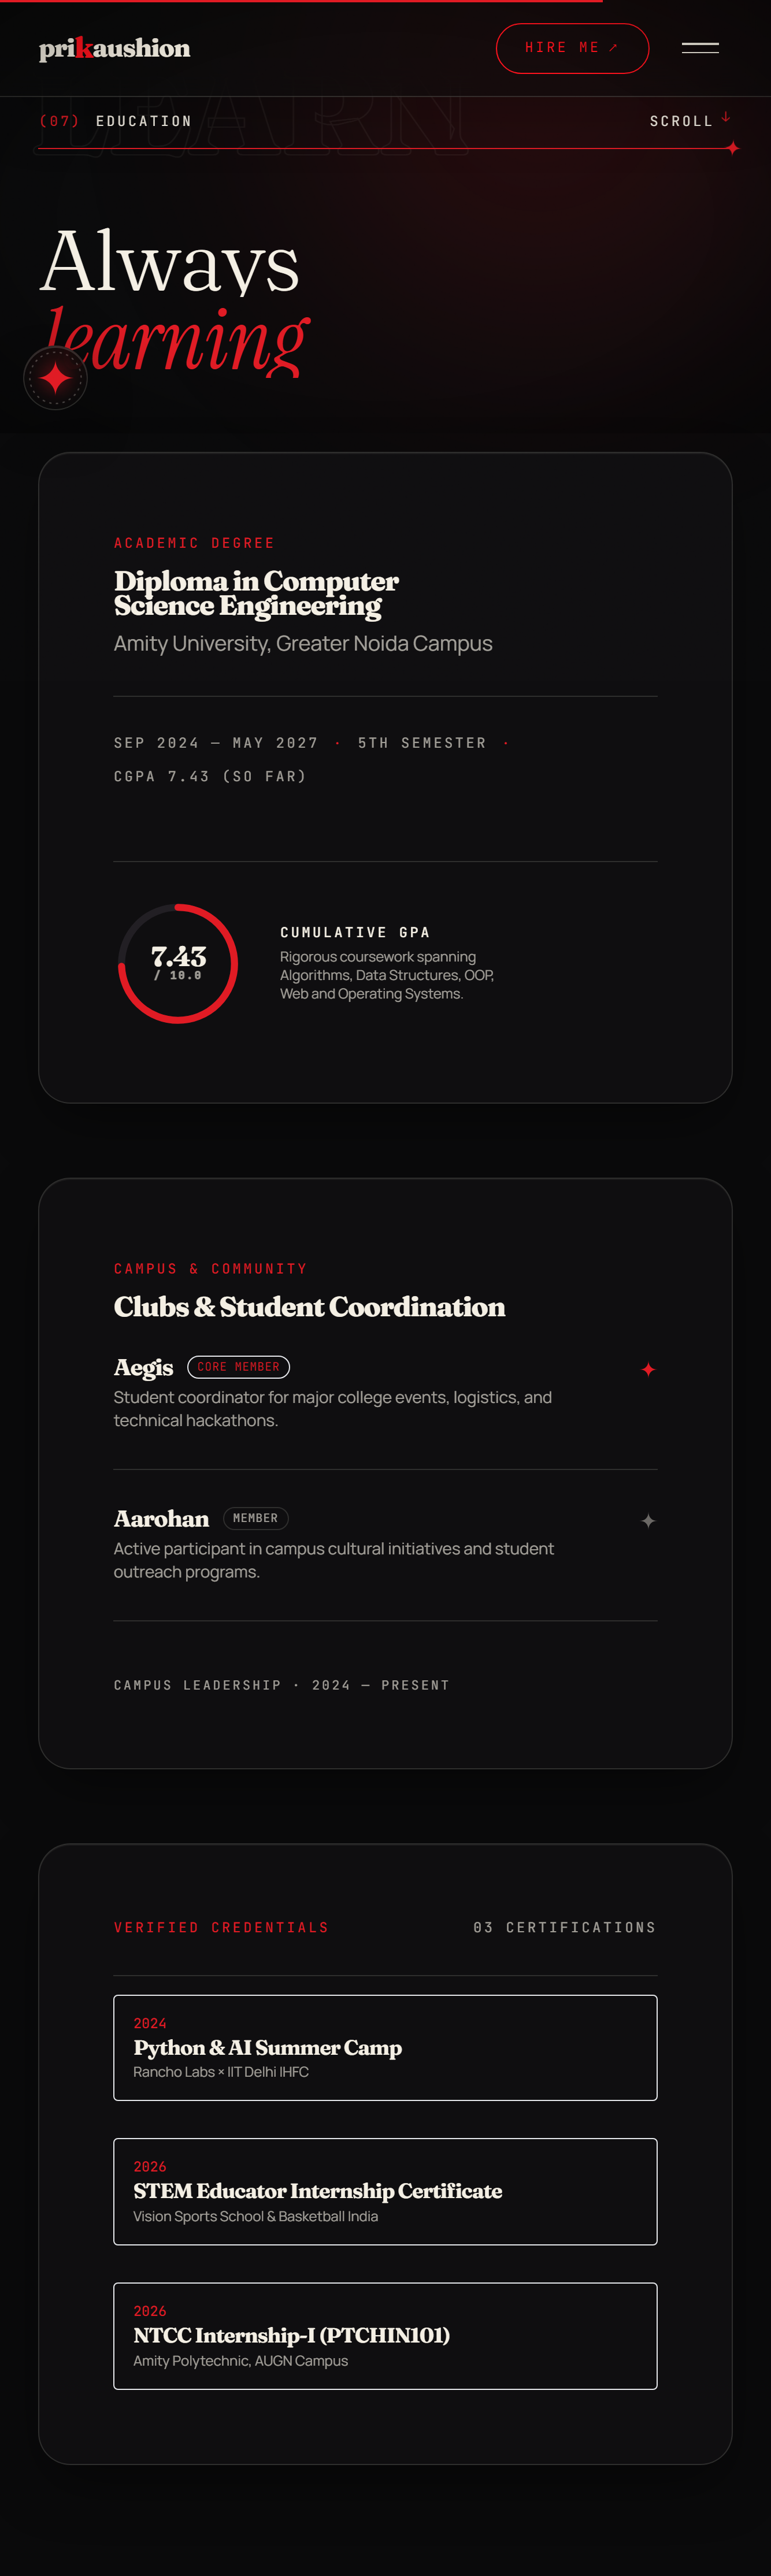 prikaushion
HIRE ME ↗
LEARN
(07) EDUCATION
SCROLL ↓
Always
learning
ACADEMIC DEGREE
Diploma in Computer
Science Engineering
Amity University, Greater Noida Campus
SEP 2024 — MAY 2027 · 5TH SEMESTER ·
CGPA 7.43 (SO FAR)
7.43
/ 10.0
CUMULATIVE GPA
Rigorous coursework spanning
Algorithms, Data Structures, OOP,
Web and Operating Systems.
CAMPUS & COMMUNITY
Clubs & Student Coordination
Aegis CORE MEMBER
Student coordinator for major college events, logistics, and
technical hackathons.
Aarohan MEMBER
Active participant in campus cultural initiatives and student
outreach programs.
CAMPUS LEADERSHIP · 2024 — PRESENT
VERIFIED CREDENTIALS
03 CERTIFICATIONS
2024
Python & AI Summer Camp
Rancho Labs × IIT Delhi IHFC
2026
STEM Educator Internship Certificate
Vision Sports School & Basketball India
2026
NTCC Internship-I (PTCHIN101)
Amity Polytechnic, AUGN Campus